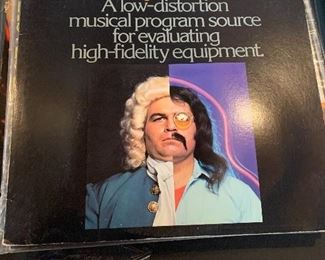 A low-distortion
musical program source
for evaluating
high-fidelity equipment.